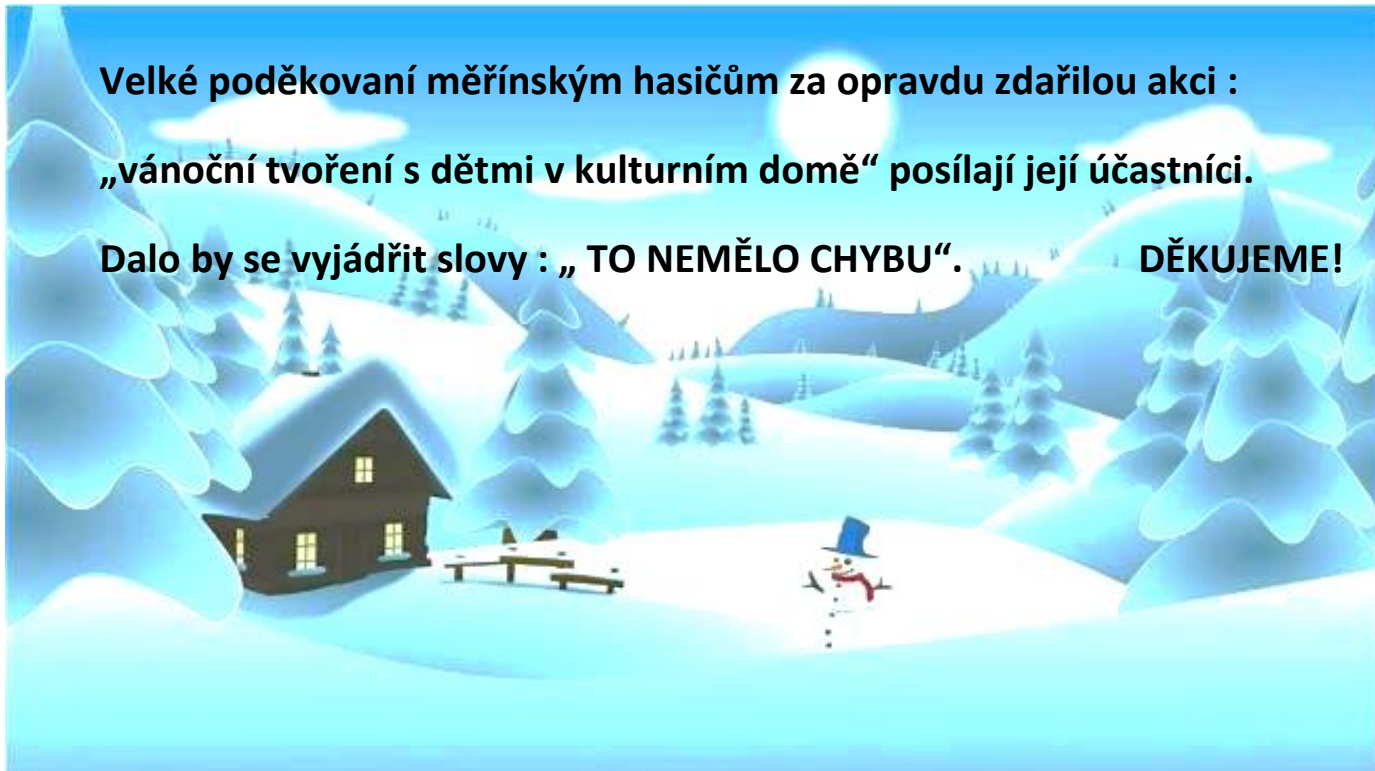 Velké poděkovaní měřínským hasičům za opravdu zdařilou akci :
„vánoční tvoření s dětmi v kulturním domě“ posílají její účastníci.
Dalo by se vyjádřit slovy : „ TO NEMĚLO CHYBU“. DĚKUJEME!